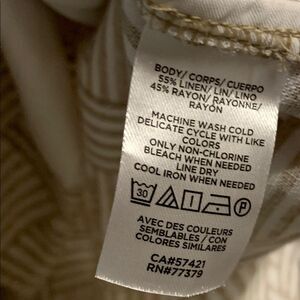 BODY/ CORPS/ CUERPO
55% LINEN/ LIN/ LINO
45% RAYON/ RAYONNE/
RAYÓN
MACHINE WASH COLD
DELICATE CYCLE WITH LIKE
COLORS
ONLY NON-CHLORINE
BLEACH WHEN NEEDED
LINE DRY
COOL IRON WHEN NEEDED
30 P
AVEC DES COULEURS
SEMBLABLES / CON
COLORES SIMILARES
CA#57421
RN#77379